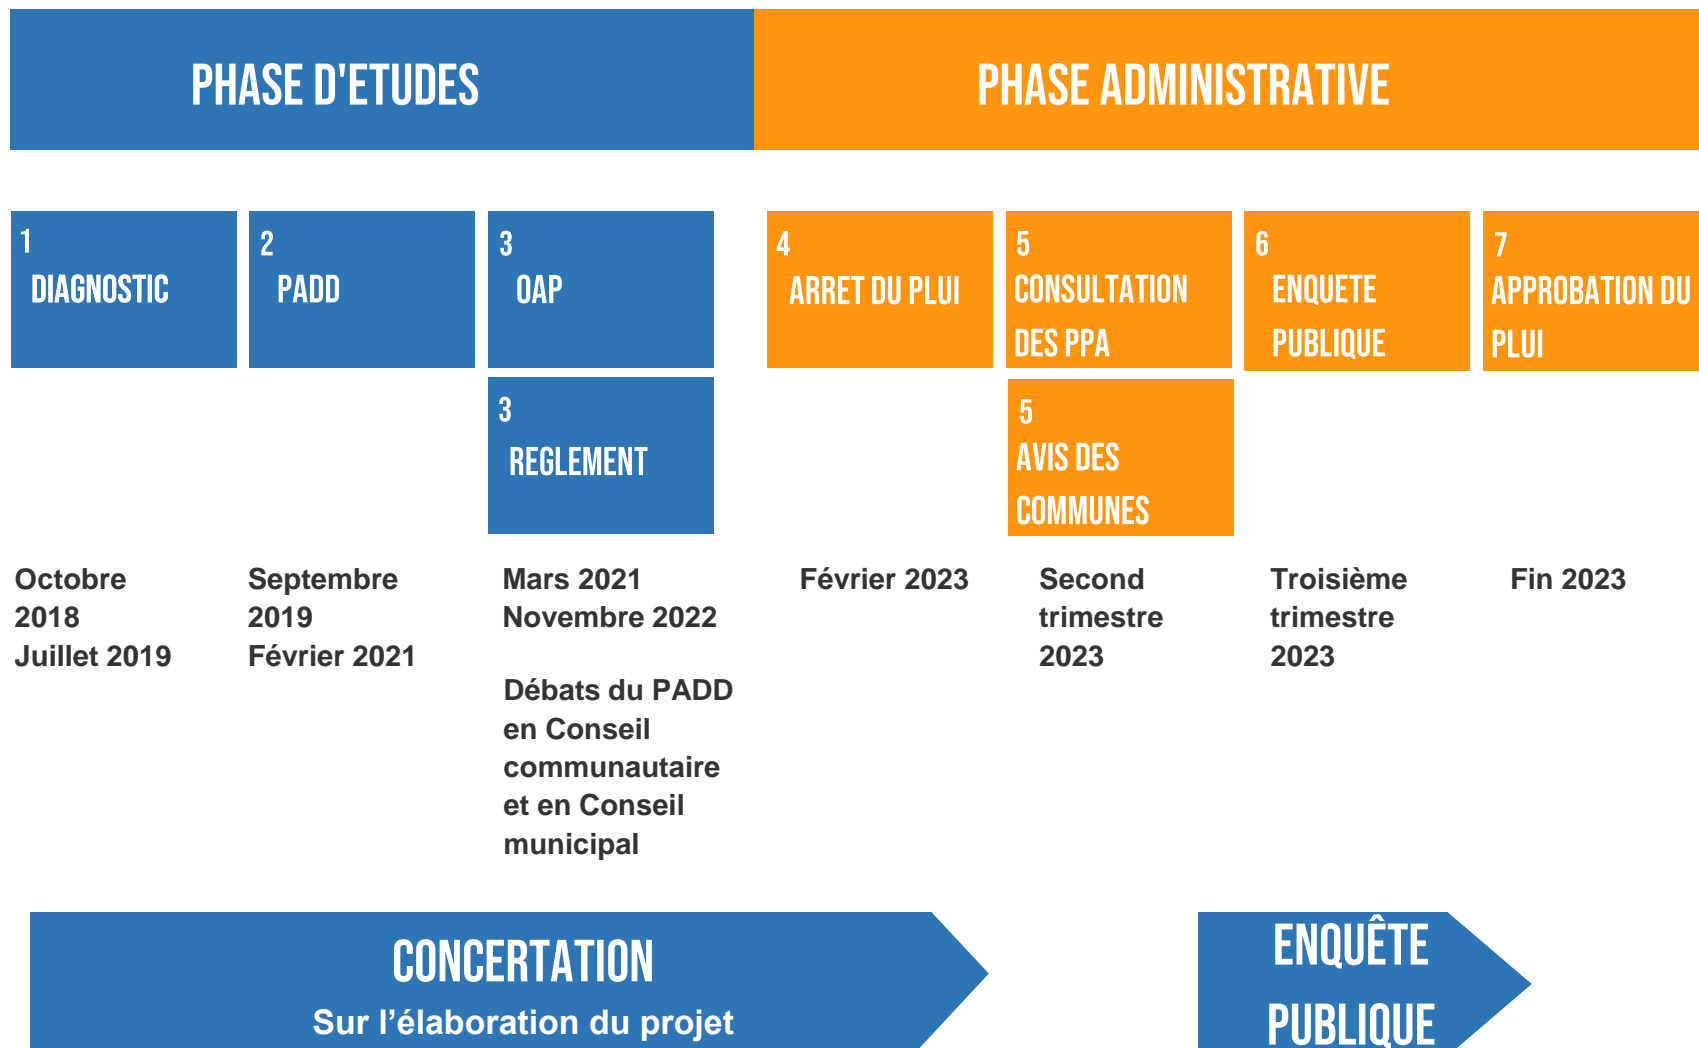 PHASE D'ETUDES
PHASE ADMINISTRATIVE
1
DIAGNOSTIC
2
PADD
3
OAP
3
REGLEMENT
4
ARRET DU PLUI
5
CONSULTATION
DES PPA
5
AVIS DES
COMMUNES
6
ENQUETE
PUBLIQUE
7
APPROBATION DU
PLUI
Octobre
2018
Juillet 2019
Septembre
2019
Février 2021
Mars 2021
Novembre 2022
Débats du PADD
en Conseil
communautaire
et en Conseil
municipal
Février 2023
Second
trimestre
2023
Troisième
trimestre
2023
Fin 2023
CONCERTATION
Sur l’élaboration du projet
ENQUÊTE
PUBLIQUE